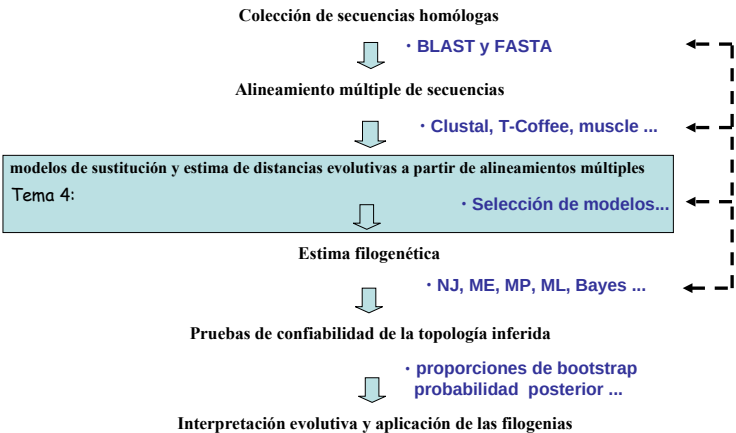 Colección de secuencias homólogas
· BLAST y FASTA
Alineamiento múltiple de secuencias
· Clustal, T-Coffee, muscle ...
modelos de sustitución y estima de distancias evolutivas a partir de alineamientos múltiples
Tema 4:
· Selección de modelos...
Estima filogenética
· NJ, ME, MP, ML, Bayes ...
Pruebas de confiabilidad de la topología inferida
· proporciones de bootstrap
probabilidad posterior ...
Interpretación evolutiva y aplicación de las filogenias